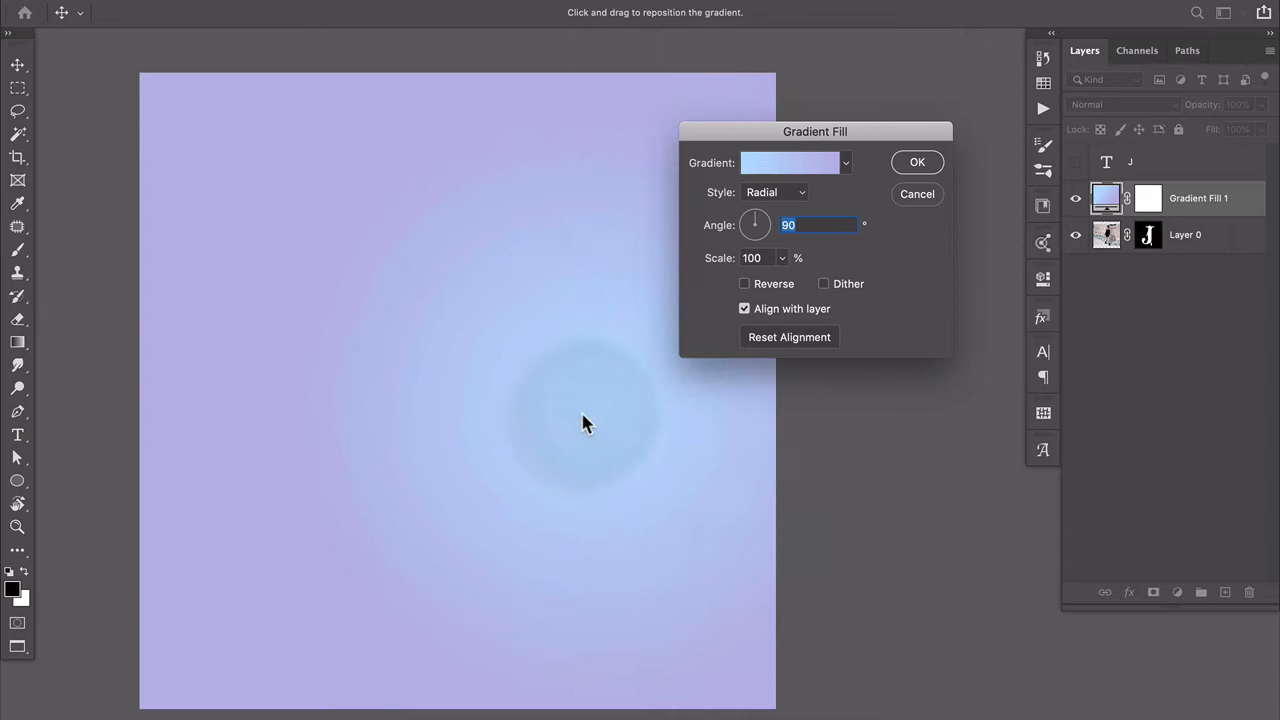 Click and drag to reposition the gradient.
Gradient Fill
Gradient:
OK
Style: Radial
Cancel
Angle: 90 °
Scale: 100 %
Reverse Dither
Align with layer
Reset Alignment
Layers Channels Paths
Kind
Normal Opacity: 100%
Lock: Fill: 100%
T J
Gradient Fill 1
Layer 0